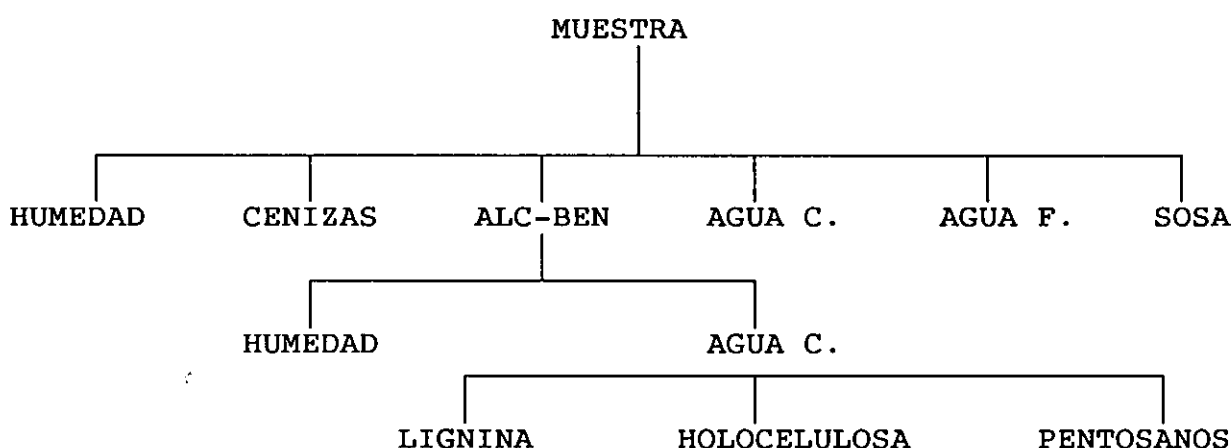 MUESTRA
HUMEDAD CENIZAS ALC-BEN AGUA C. AGUA F. SOSA
HUMEDAD AGUA C.
LIGNINA HOLOCELULOSA PENTOSANOS